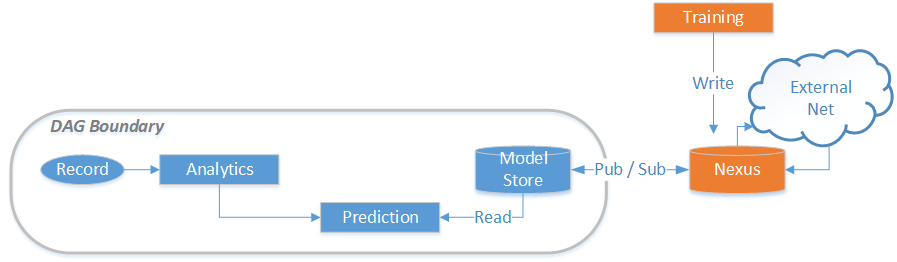 Training
Write
External
Net
DAG Boundary
Record
Analytics
Model
Store
Pub / Sub
Nexus
Prediction
Read